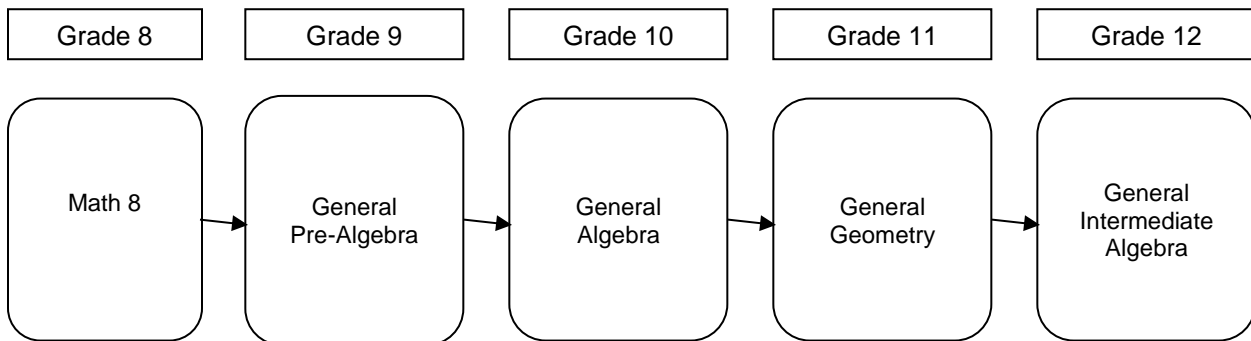 Grade 8
Grade 9
Grade 10
Grade 11
Grade 12
Math 8
General
Pre-Algebra
General
Algebra
General
Geometry
General
Intermediate
Algebra